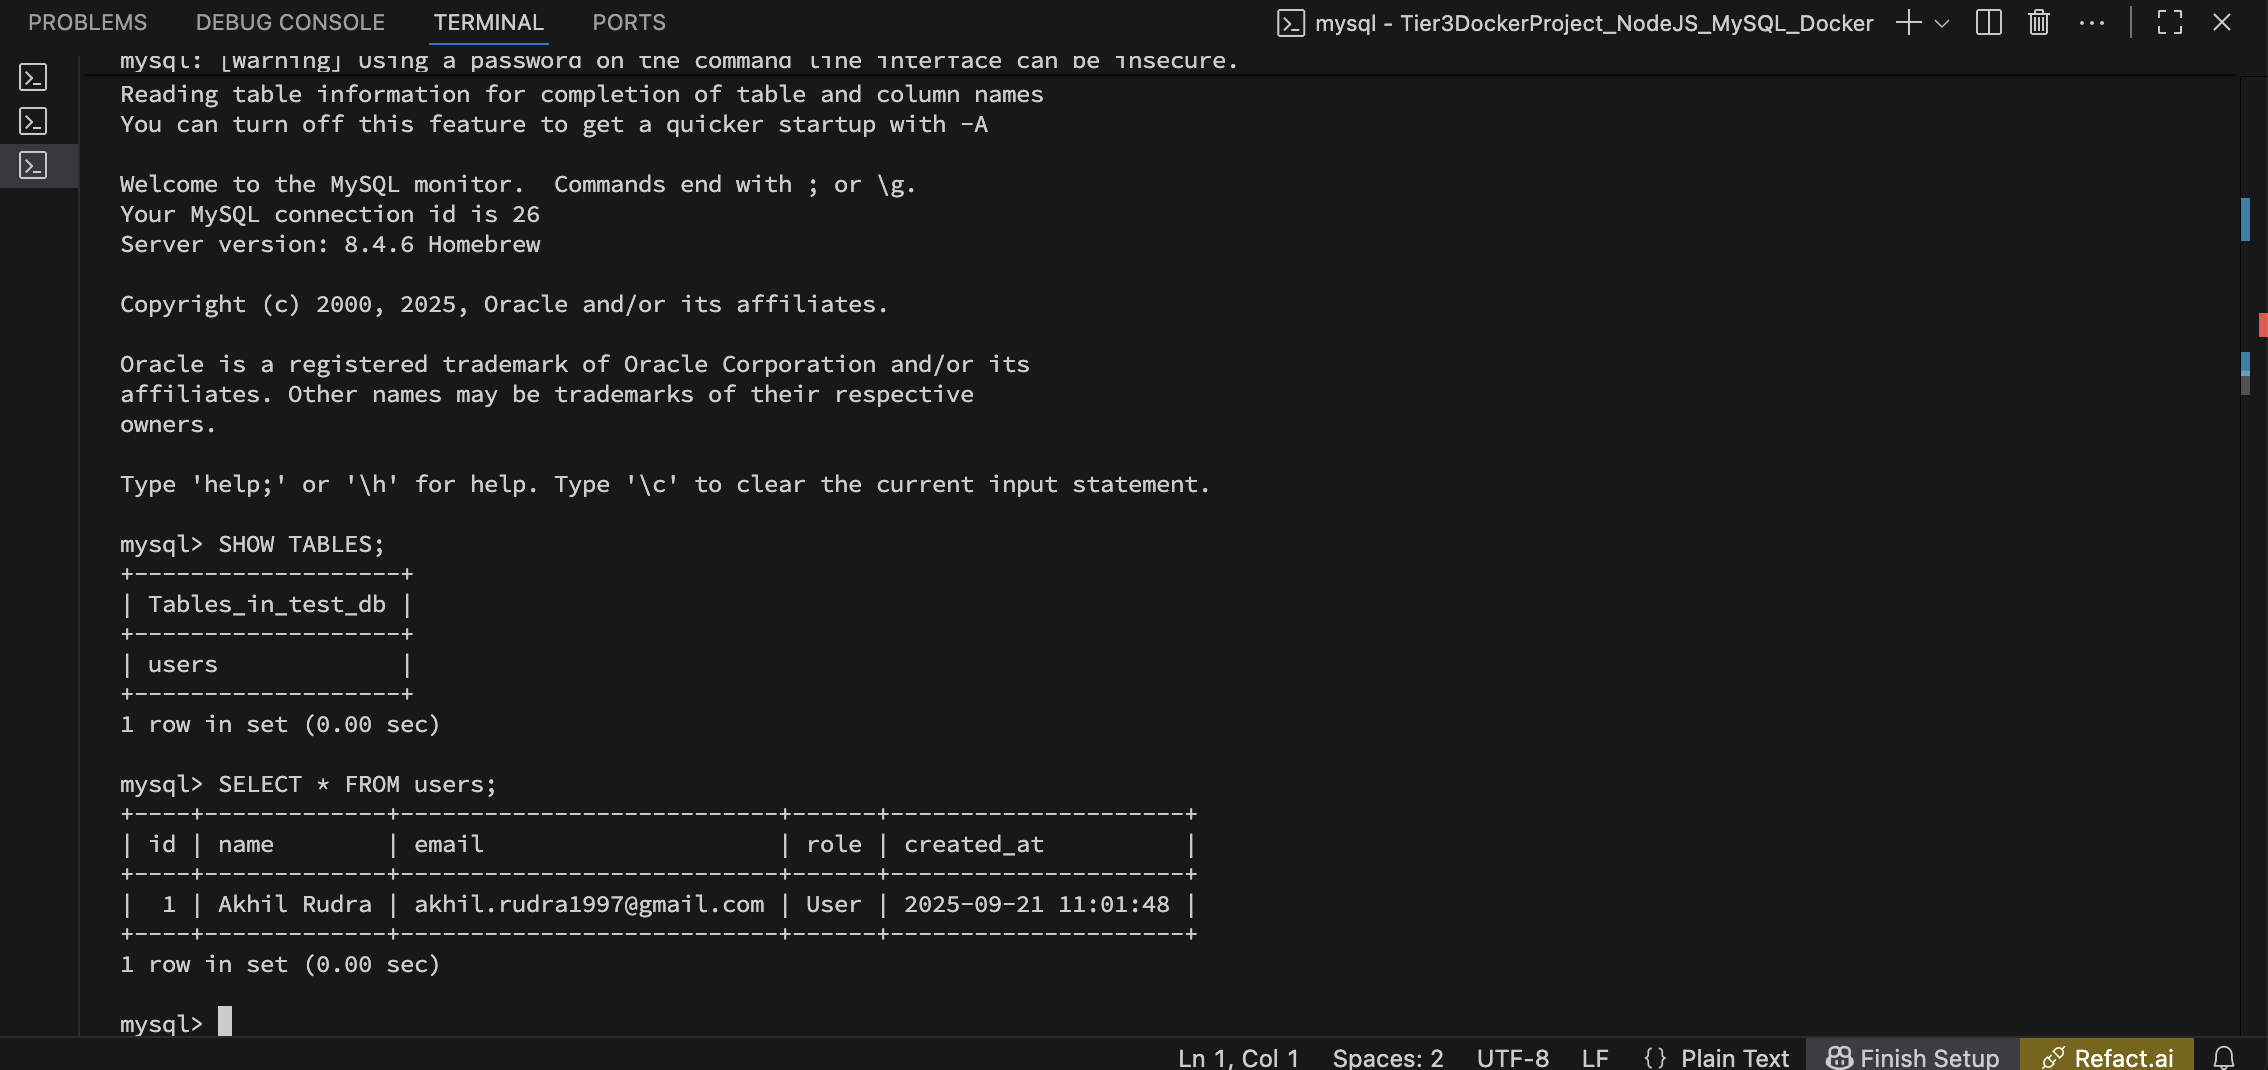 PROBLEMS DEBUG CONSOLE TERMINAL PORTS mysql - Tier3DockerProject_NodeJS_MySQL_Docker
mysql: [Warning] Using a password on the command line interface can be insecure.
Reading table information for completion of table and column names
You can turn off this feature to get a quicker startup with -A
Welcome to the MySQL monitor.  Commands end with ; or \g.
Your MySQL connection id is 26
Server version: 8.4.6 Homebrew
Copyright (c) 2000, 2025, Oracle and/or its affiliates.
Oracle is a registered trademark of Oracle Corporation and/or its
affiliates. Other names may be trademarks of their respective
owners.
Type 'help;' or '\h' for help. Type '\c' to clear the current input statement.
mysql> SHOW TABLES;
+-------------------+
| Tables_in_test_db |
+-------------------+
| users             |
+-------------------+
1 row in set (0.00 sec)
mysql> SELECT * FROM users;
+----+-------------+---------------------------+------+---------------------+
| id | name        | email                     | role | created_at          |
+----+-------------+---------------------------+------+---------------------+
|  1 | Akhil Rudra | akhil.rudra1997@gmail.com | User | 2025-09-21 11:01:48 |
+----+-------------+---------------------------+------+---------------------+
1 row in set (0.00 sec)
mysql>
Ln 1, Col 1 Spaces: 2 UTF-8 LF {} Plain Text Finish Setup Refact.ai